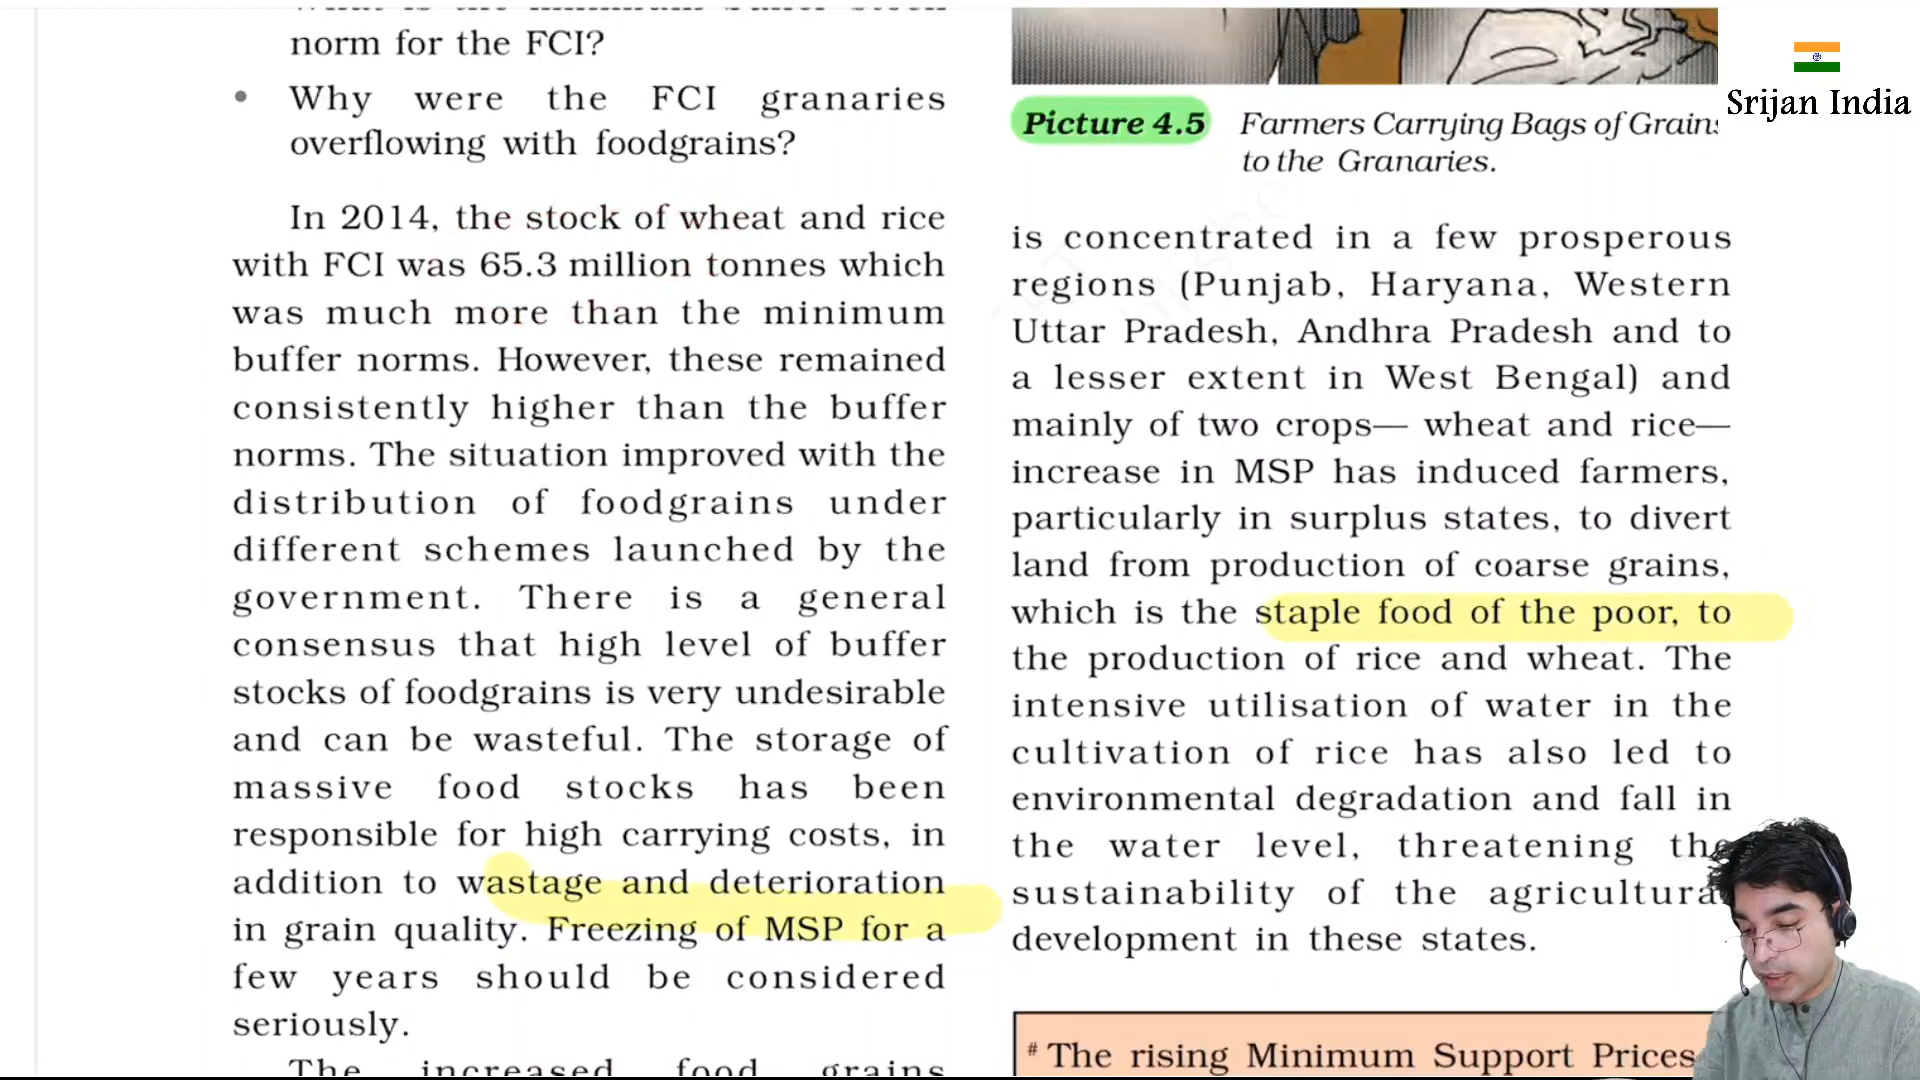 norm for the FCI?
• Why were the FCI granaries
overflowing with foodgrains?
In 2014, the stock of wheat and rice
with FCI was 65.3 million tonnes which
was much more than the minimum
buffer norms. However, these remained
consistently higher than the buffer
norms. The situation improved with the
distribution of foodgrains under
different schemes launched by the
government. There is a general
consensus that high level of buffer
stocks of foodgrains is very undesirable
and can be wasteful. The storage of
massive food stocks has been
responsible for high carrying costs, in
addition to wastage and deterioration
in grain quality. Freezing of MSP for a
few years should be considered
seriously.
The increased food grains
Picture 4.5 Farmers Carrying Bags of Grains
to the Granaries.
is concentrated in a few prosperous
regions (Punjab, Haryana, Western
Uttar Pradesh, Andhra Pradesh and to
a lesser extent in West Bengal) and
mainly of two crops— wheat and rice—
increase in MSP has induced farmers,
particularly in surplus states, to divert
land from production of coarse grains,
which is the staple food of the poor, to
the production of rice and wheat. The
intensive utilisation of water in the
cultivation of rice has also led to
environmental degradation and fall in
the water level, threatening the
sustainability of the agricultural
development in these states.
# The rising Minimum Support Prices
Srijan India